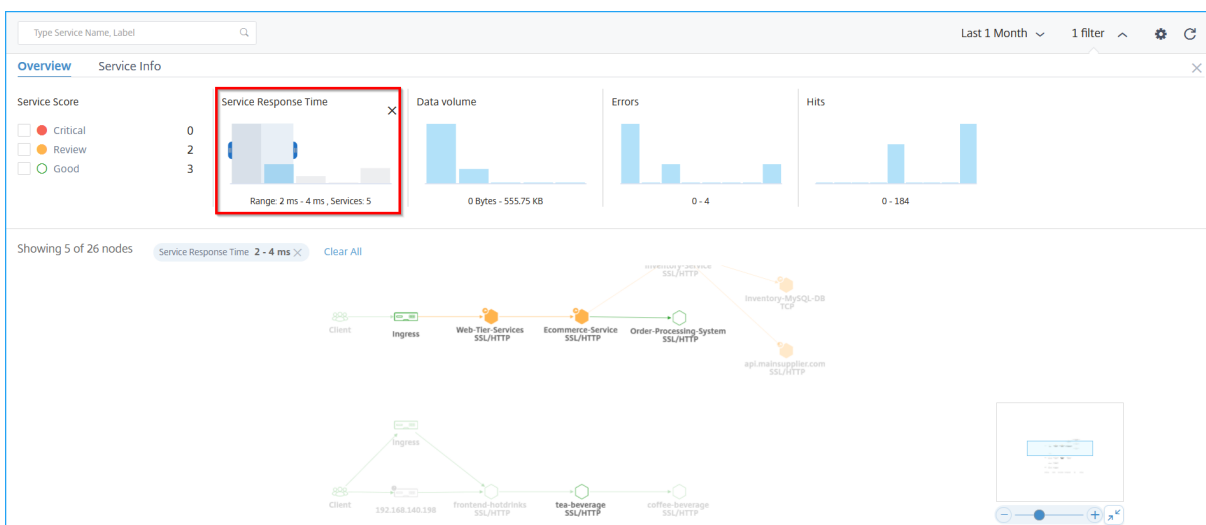 Type Service Name, Label
Last 1 Month
1 filter
Overview
Service Info
Service Score
Critical 0
Review 2
Good 3
Service Response Time
Range: 2 ms - 4 ms , Services: 5
Data volume
0 Bytes - 555.75 KB
Errors
0 - 4
Hits
0 - 184
Showing 5 of 26 nodes
Service Response Time 2 - 4 ms
Clear All
Inventory-Service
SSL/HTTP
Inventory-MySQL-DB
TCP
Client
Ingress
Web-Tier-Services
SSL/HTTP
Ecommerce-Service
SSL/HTTP
Order-Processing-System
SSL/HTTP
api.mainsupplier.com
SSL/HTTP
Ingress
Client
192.168.140.198
frontend-hotdrinks
SSL/HTTP
tea-beverage
SSL/HTTP
coffee-beverage
SSL/HTTP